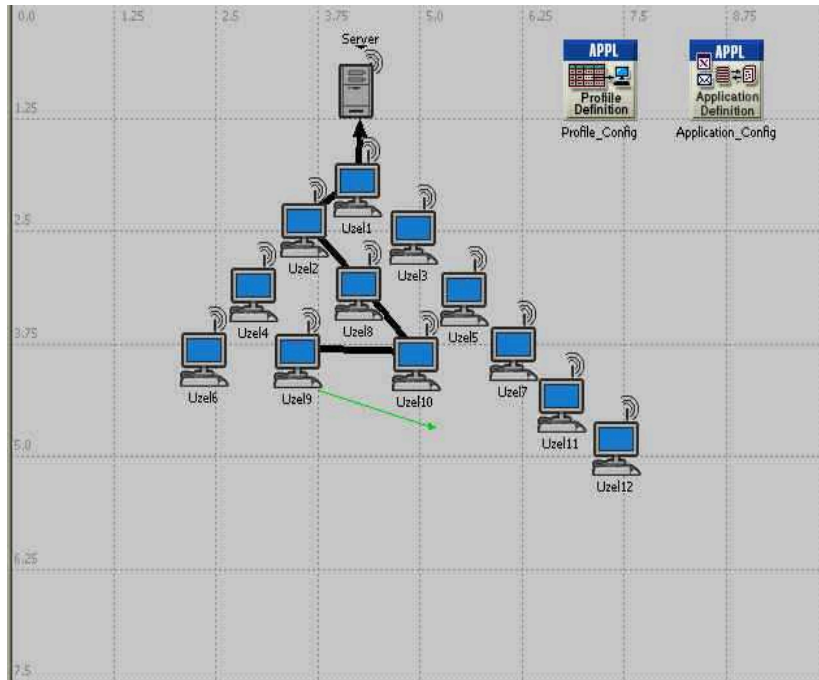 0.0 1.25 2.5 3.75 5.0 6.25 7.5 8.75
Server
APPL
Profile
Definition
Profile_Config
APPL
Application
Definition
Application_Config
1.25
Uzel1
2.5
Uzel2
Uzel3
Uzel4
Uzel8
Uzel5
3.75
Uzel6
Uzel9
Uzel10
Uzel7
Uzel11
5.0
Uzel12
6.25
7.5